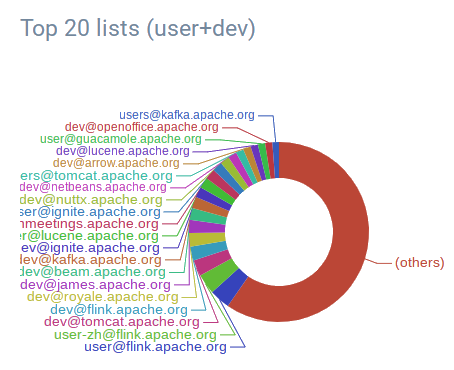 Top 20 lists (user+dev)
users@kafka.apache.org
dev@openoffice.apache.org
user@guacamole.apache.org
dev@lucene.apache.org
dev@arrow.apache.org
ers@tomcat.apache.org
dev@netbeans.apache.org
dev@nuttx.apache.org
ser@ignite.apache.org
nmeetings.apache.org
er@lucene.apache.org
ev@ignite.apache.org
dev@kafka.apache.org
dev@beam.apache.org
dev@james.apache.org
dev@royale.apache.org
dev@flink.apache.org
dev@tomcat.apache.org
user-zh@flink.apache.org
user@flink.apache.org
(others)